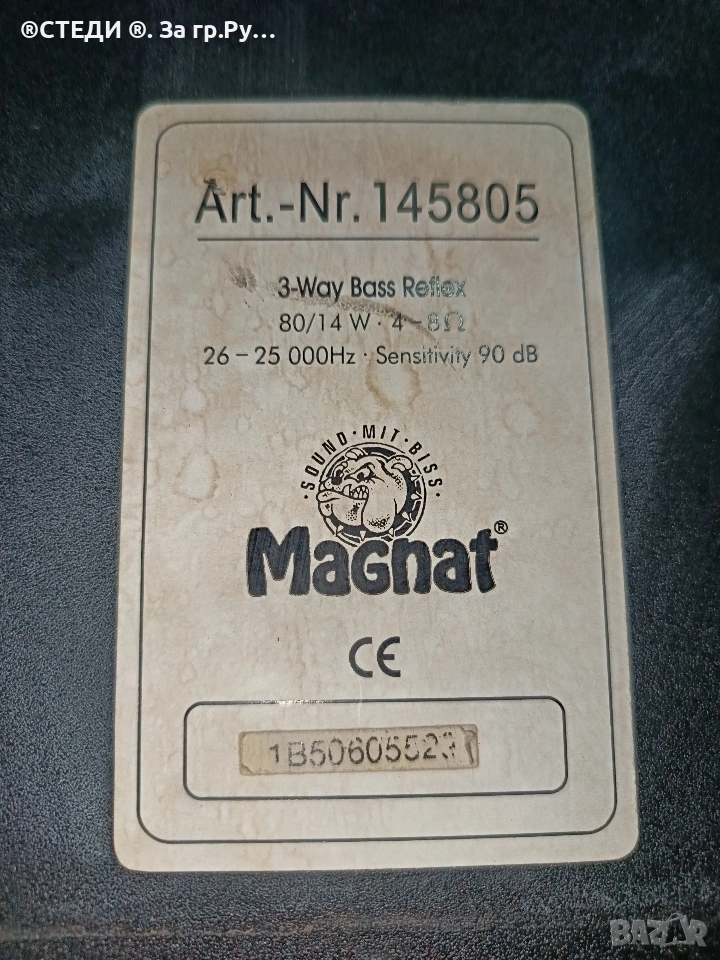 ®СТЕДИ ®. За гр.Ру...
Art.-Nr. 145805
3-Way Bass Reflex
80/14 W · 4 – 8Ω
26 – 25 000Hz · Sensitivity 90 dB
· SOUND · MIT · BISS ·
Magnat®
CE
1B50605523
BAZAR